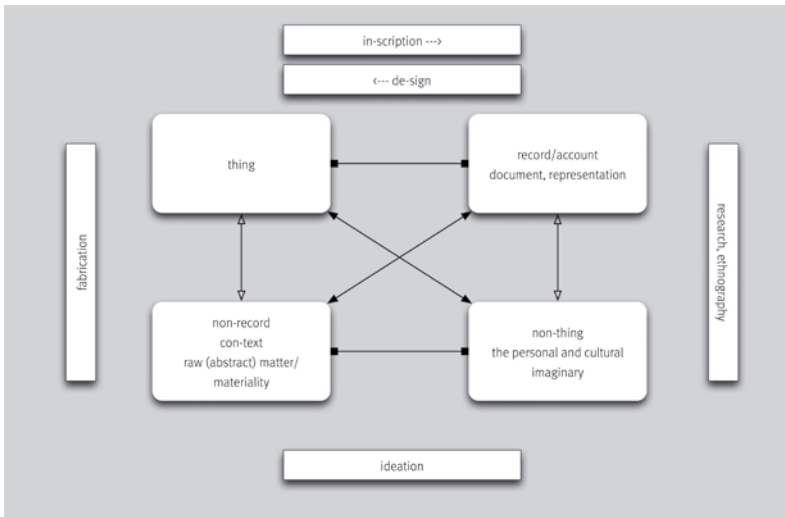 in-scription --->
<--- de-sign
thing
record/account
document, representation
fabrication
research, ethnography
non-record
con-text
raw (abstract) matter/
materiality
non-thing
the personal and cultural
imaginary
ideation